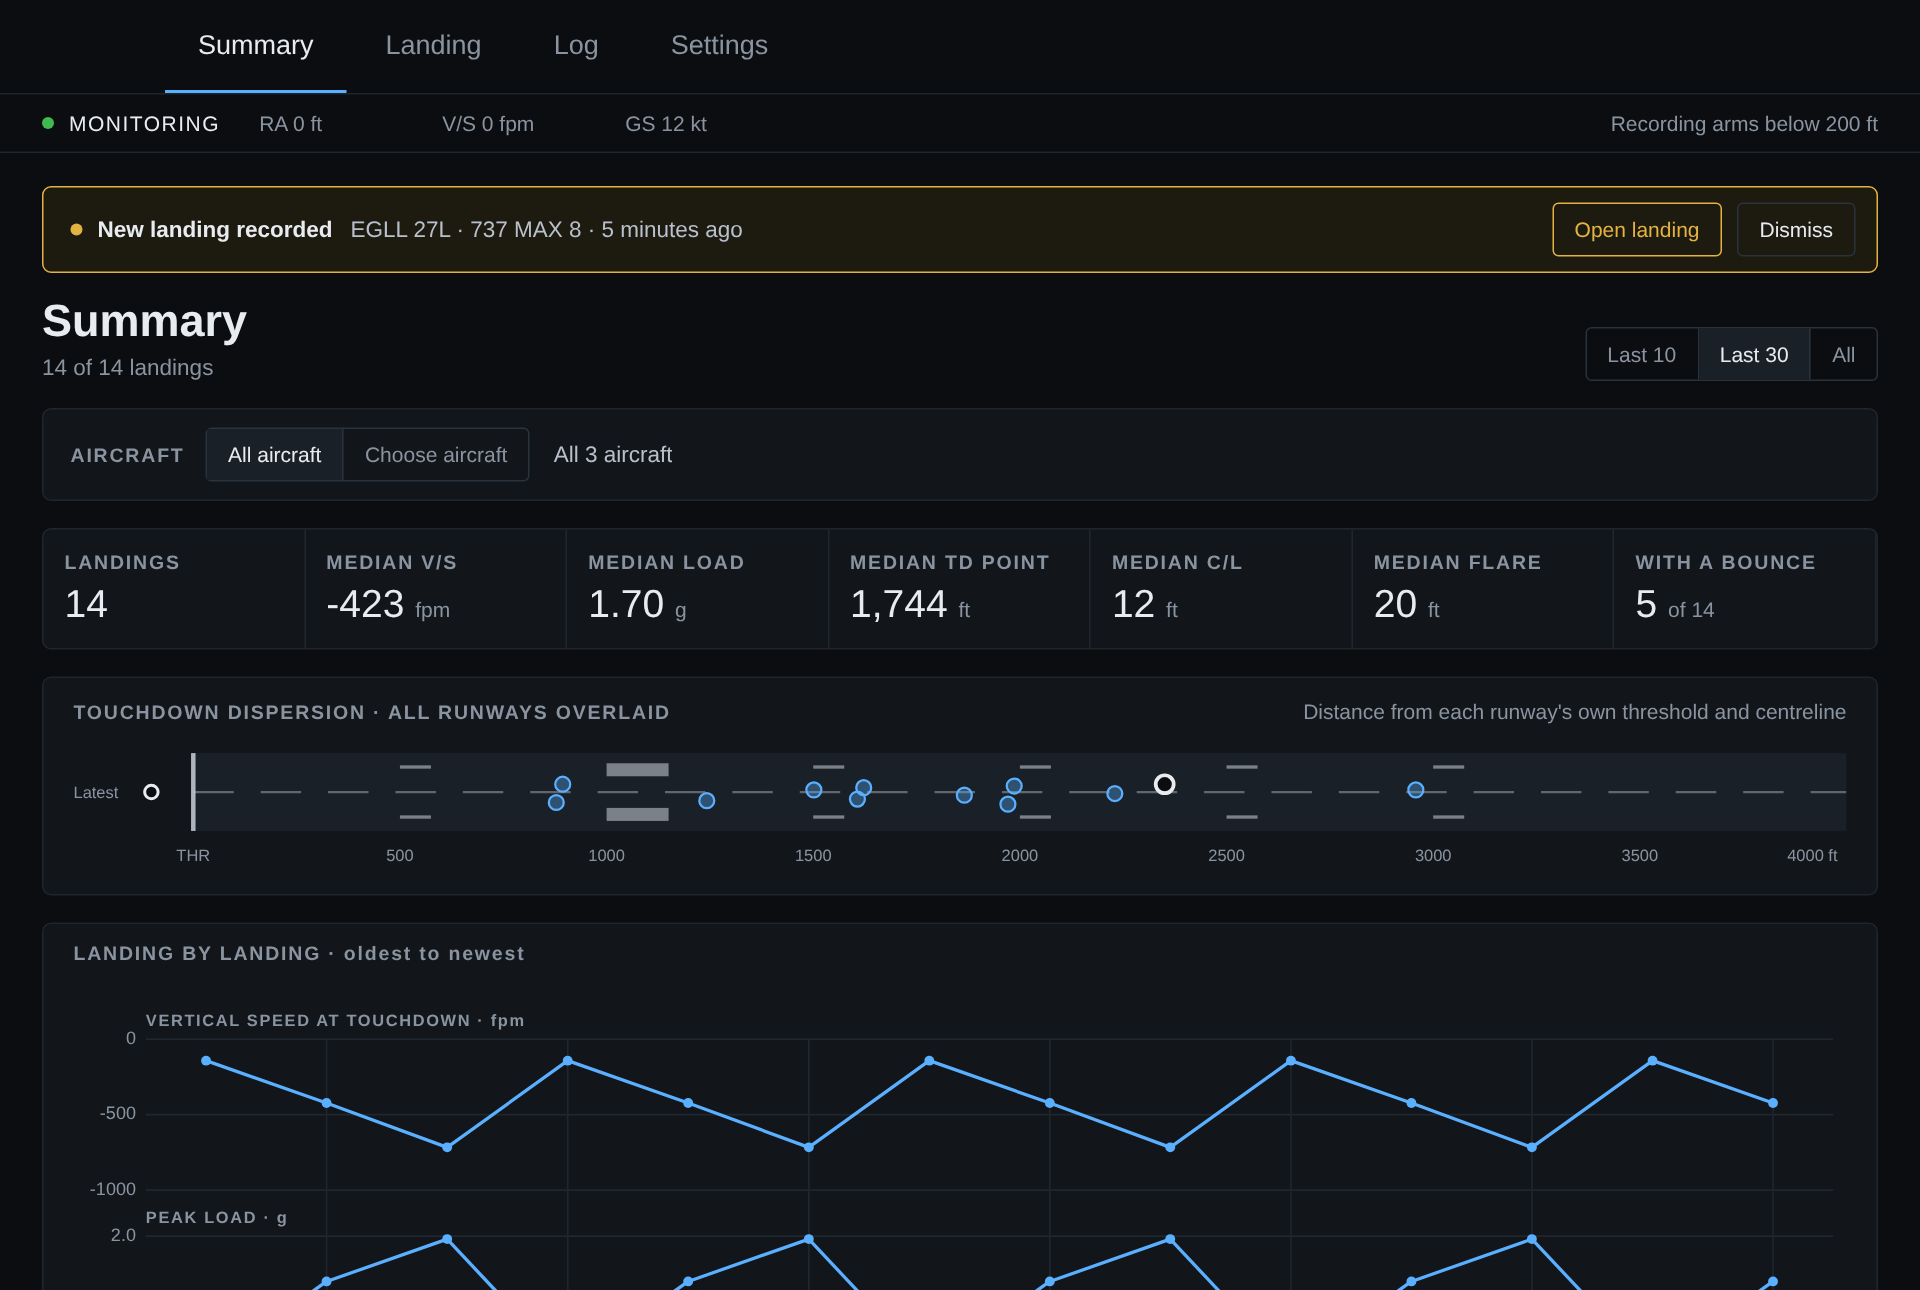 Summary Landing Log Settings
MONITORING RA 0 ft V/S 0 fpm GS 12 kt Recording arms below 200 ft
New landing recorded EGLL 27L · 737 MAX 8 · 5 minutes ago Open landing Dismiss
Summary
14 of 14 landings
Last 10 Last 30 All
AIRCRAFT All aircraft Choose aircraft All 3 aircraft
LANDINGS MEDIAN V/S MEDIAN LOAD MEDIAN TD POINT MEDIAN C/L MEDIAN FLARE WITH A BOUNCE
14 -423 fpm 1.70 g 1,744 ft 12 ft 20 ft 5 of 14
TOUCHDOWN DISPERSION · ALL RUNWAYS OVERLAID Distance from each runway's own threshold and centreline
Latest
THR 500 1000 1500 2000 2500 3000 3500 4000 ft
LANDING BY LANDING · oldest to newest
VERTICAL SPEED AT TOUCHDOWN · fpm
0
-500
-1000
PEAK LOAD · g
2.0